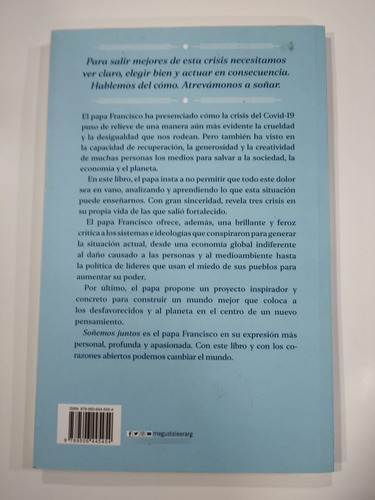 Para salir mejores de esta crisis necesitamos
ver claro, elegir bien y actuar en consecuencia.
Hablemos del cómo. Atrevámonos a soñar.
El papa Francisco ha presenciado cómo la crisis del Covid-19
puso de relieve de una manera aún más evidente la crueldad
y la desigualdad que nos rodean. Pero también ha visto en
la capacidad de recuperación, la generosidad y la creatividad
de muchas personas los medios para salvar a la sociedad, la
economía y el planeta.
En este libro, el papa insta a no permitir que todo este dolor
sea en vano, analizando y aprendiendo lo que esta situación
puede enseñarnos. Con gran sinceridad, revela tres crisis en
su propia vida de las que salió fortalecido.
El papa Francisco ofrece, además, una brillante y feroz
crítica a los sistemas e ideologías que conspiraron para generar
la situación actual, desde una economía global indiferente
al daño causado a las personas y al medioambiente hasta
la política de líderes que usan el miedo de sus pueblos para
aumentar su poder.
Por último, el papa propone un proyecto inspirador y
concreto para construir un mundo mejor que coloca a
los desfavorecidos y al planeta en el centro de un nuevo
pensamiento.
Soñemos juntos es el papa Francisco en su expresión más
personal, profunda y apasionada. Con este libro y con los co-
razones abiertos podemos cambiar el mundo.
megustaleerarg